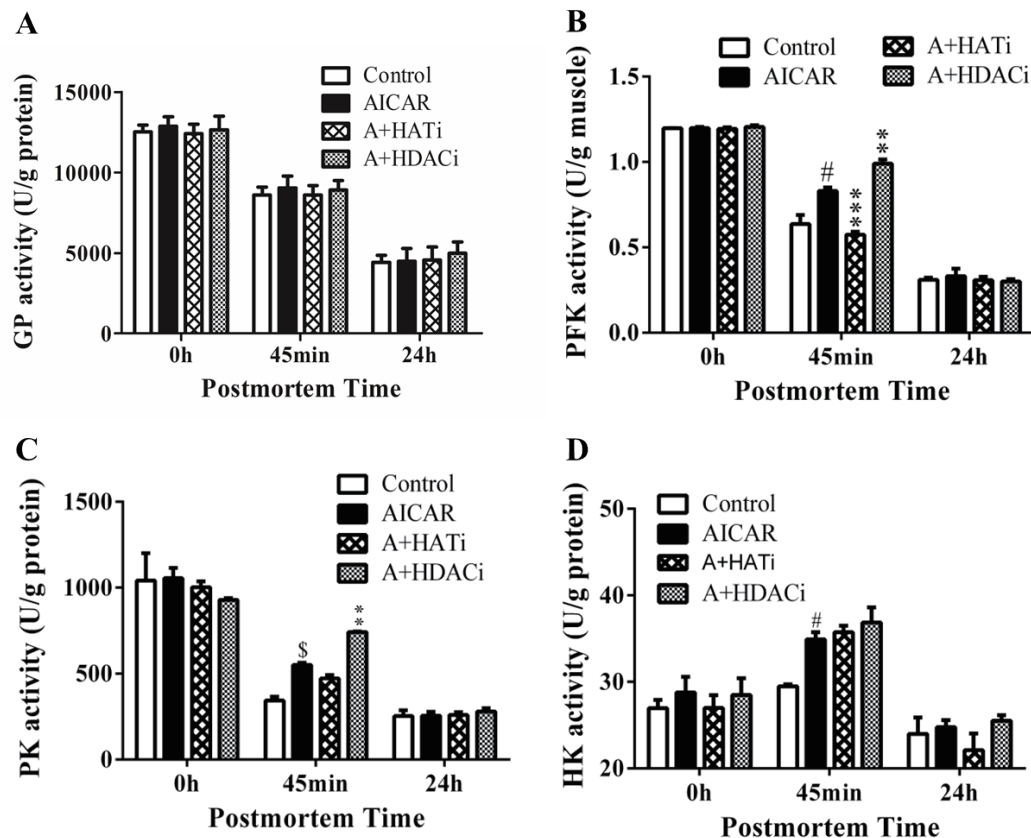 A
GP activity (U/g protein)
Control
AICAR
A+HATi
A+HDACi
15000
10000
5000
0
0h 45min 24h
Postmortem Time
B
PFK activity (U/g muscle)
Control A+HATi
AICAR A+HDACi
1.5
1.0
0.5
0.0
# *** **
0h 45min 24h
Postmortem Time
C
PK activity (U/g protein)
Control
AICAR
A+HATi
A+HDACi
1500
1000
500
0
$ **
0h 45min 24h
Postmortem Time
D
HK activity (U/g protein)
Control
AICAR
A+HATi
A+HDACi
50
40
30
20
#
0h 45min 24h
Postmortem Time